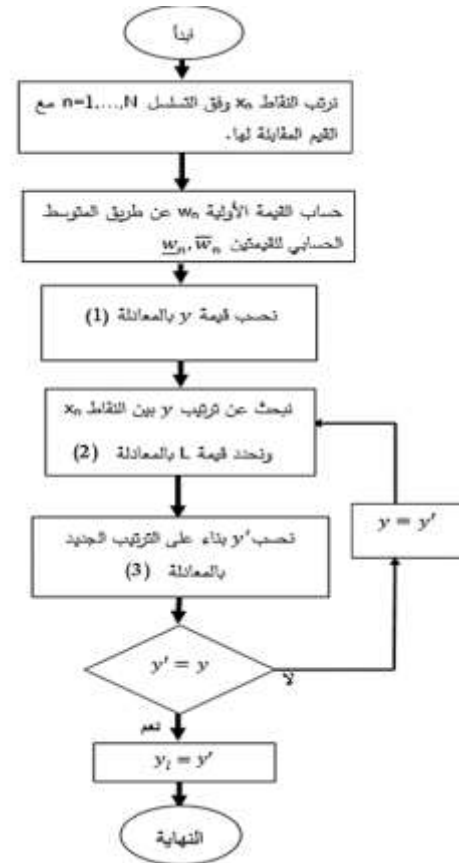 نبدأ
نرتب النقاط xn وفق التسلسل n=1,...,N مع
القيم المقابلة لها.
حساب القيمة الأولية wn عن طريق المتوسط
الحسابي للقيمتين w̲n, w̅n
نحسب قيمة y بالمعادلة (1)
نبحث عن ترتيب y بين النقاط xn
ونحدد قيمة L بالمعادلة (2)
y = y'
نحسب y' بناء على الترتيب الجديد
بالمعادلة (3)
y' = y
لا
نعم
yl = y'
النهاية